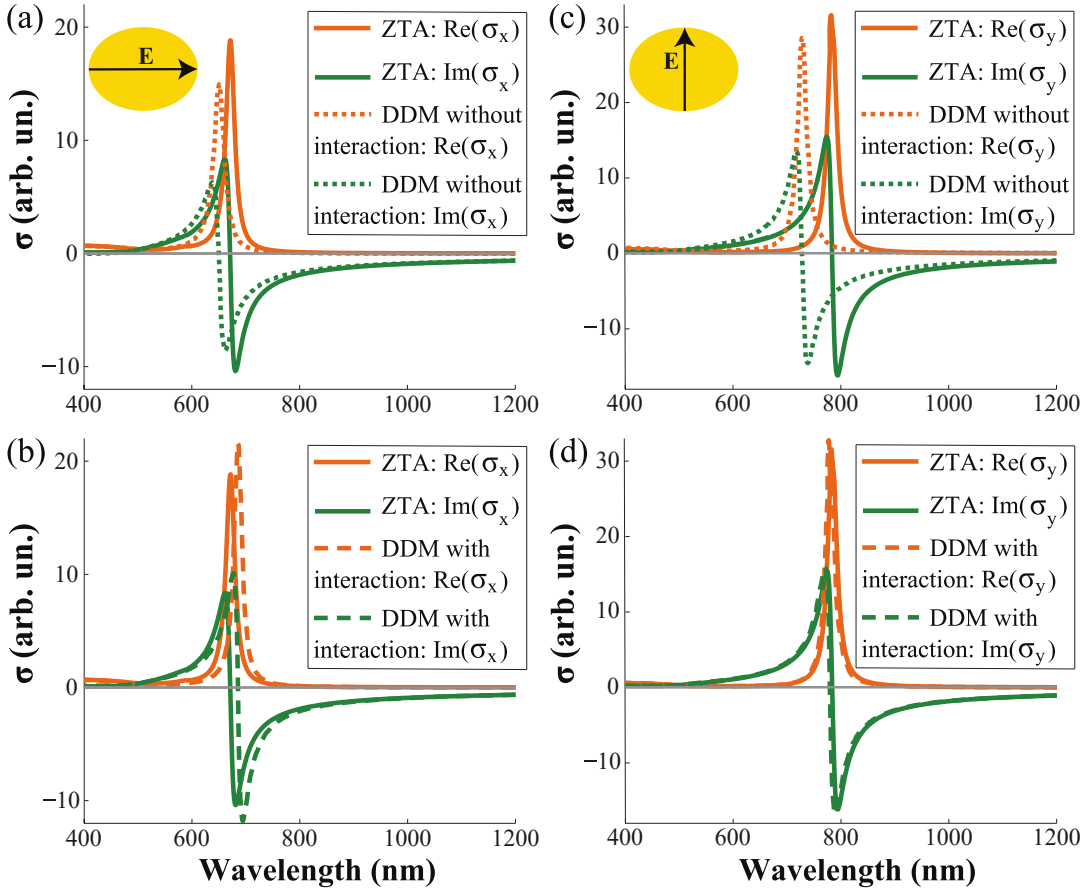 (a)
20
10
0
−10
σ (arb. un.)
E
ZTA: Re(σx)
ZTA: Im(σx)
DDM without
interaction: Re(σx)
DDM without
interaction: Im(σx)
400
600
800
1000
1200
(c)
30
20
10
0
−10
σ (arb. un.)
E
ZTA: Re(σy)
ZTA: Im(σy)
DDM without
interaction: Re(σy)
DDM without
interaction: Im(σy)
400
600
800
1000
1200
(b)
20
10
0
−10
σ (arb. un.)
ZTA: Re(σx)
ZTA: Im(σx)
DDM with
interaction: Re(σx)
DDM with
interaction: Im(σx)
400
600
800
1000
1200
Wavelength (nm)
(d)
30
20
10
0
−10
σ (arb. un.)
ZTA: Re(σy)
ZTA: Im(σy)
DDM with
interaction: Re(σy)
DDM with
interaction: Im(σy)
400
600
800
1000
1200
Wavelength (nm)